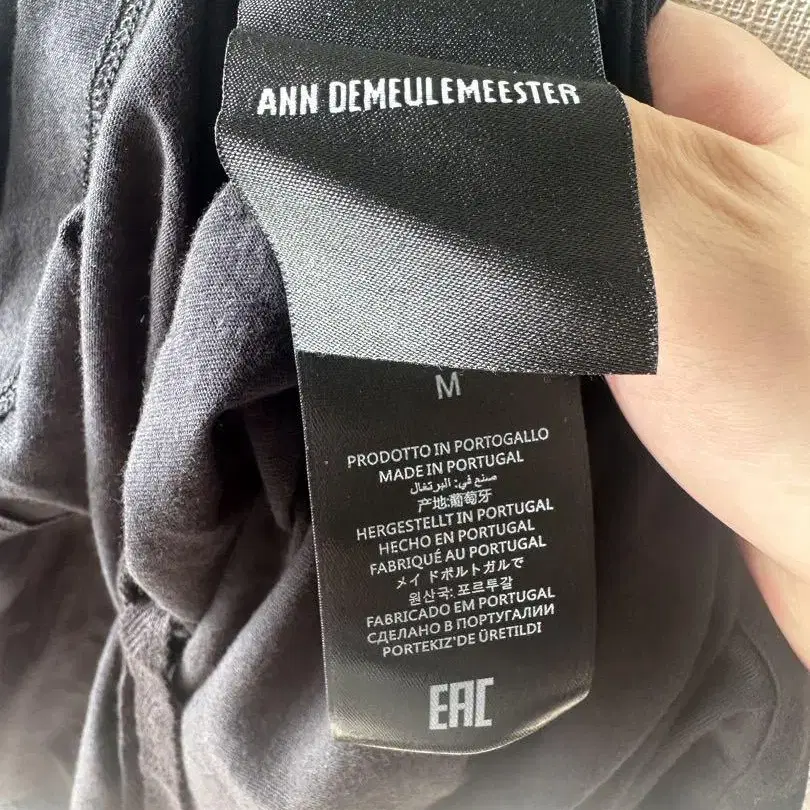 ANN DEMEULEMEESTER
M
PRODOTTO IN PORTOGALLO
MADE IN PORTUGAL
صنع في: البرتغال
产地:葡萄牙
HERGESTELLT IN PORTUGAL
HECHO EN PORTUGAL
FABRIQUÉ AU PORTUGAL
メイドポルトガルで
원산국: 포르투갈
FABRICADO EM PORTUGAL
СДЕЛАНО В ПОРТУГАЛИИ
PORTEKIZ'DE ÜRETILDI
EAC